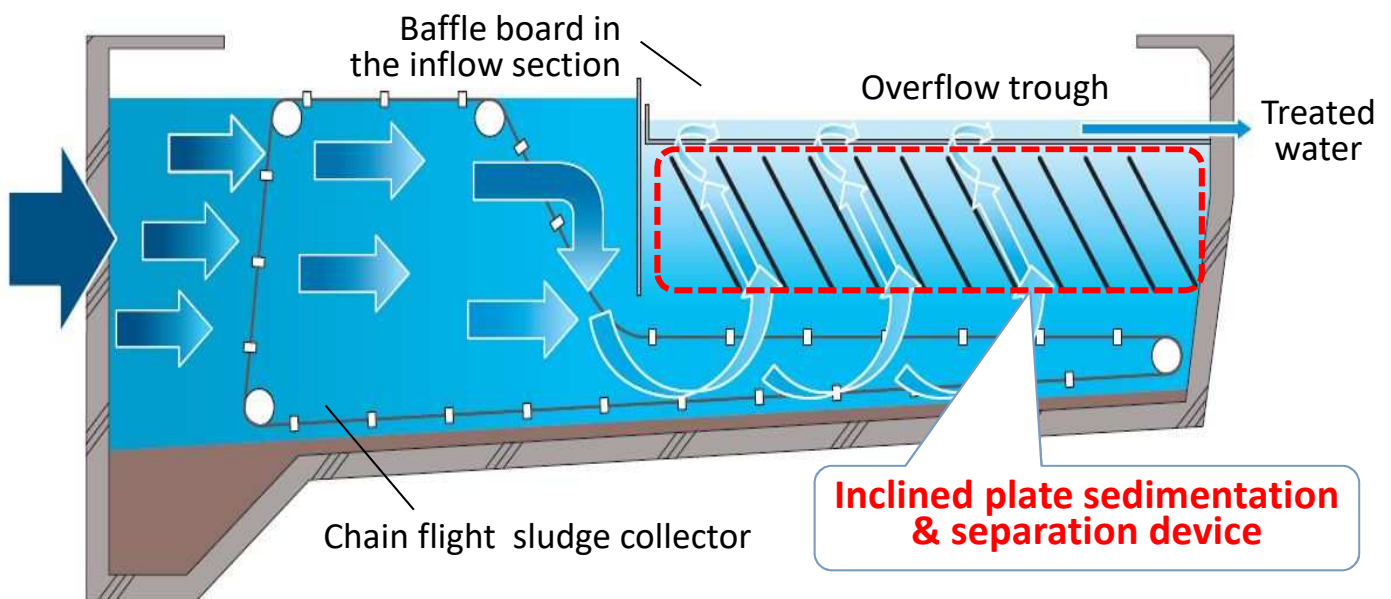 Baffle board in
the inflow section
Overflow trough
Treated
water
Chain flight  sludge collector
Inclined plate sedimentation
& separation device